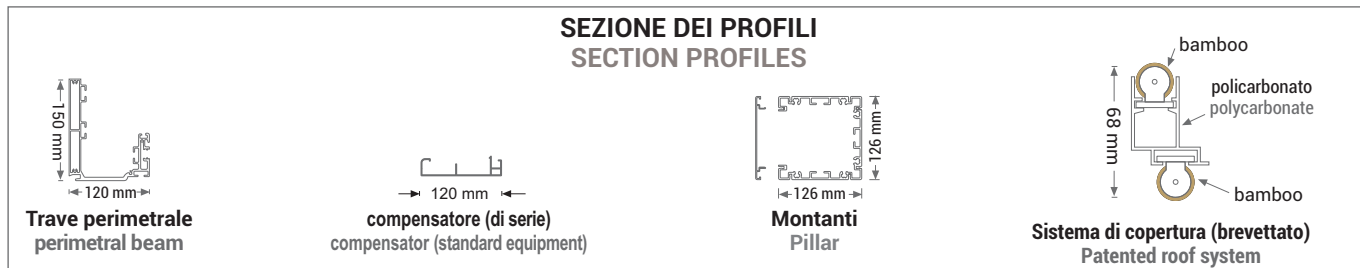 SEZIONE DEI PROFILI
SECTION PROFILES
150 mm
120 mm
Trave perimetrale
perimetral beam
120 mm
compensatore (di serie)
compensator (standard equipment)
126 mm
126 mm
Montanti
Pillar
bamboo
policarbonato
polycarbonate
68 mm
bamboo
Sistema di copertura (brevettato)
Patented roof system